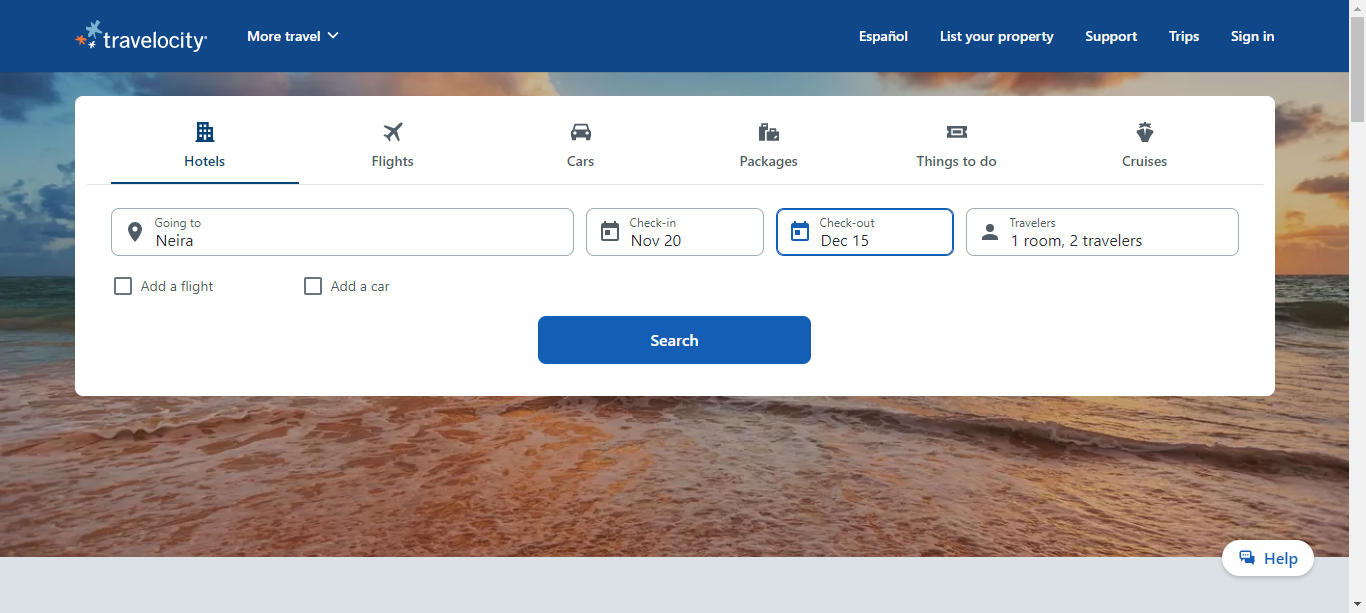 travelocity
More travel
Español
List your property
Support
Trips
Sign in
Hotels
Flights
Cars
Packages
Things to do
Cruises
Going to
Neira
Check-in
Nov 20
Check-out
Dec 15
Travelers
1 room, 2 travelers
Add a flight
Add a car
Search
Help